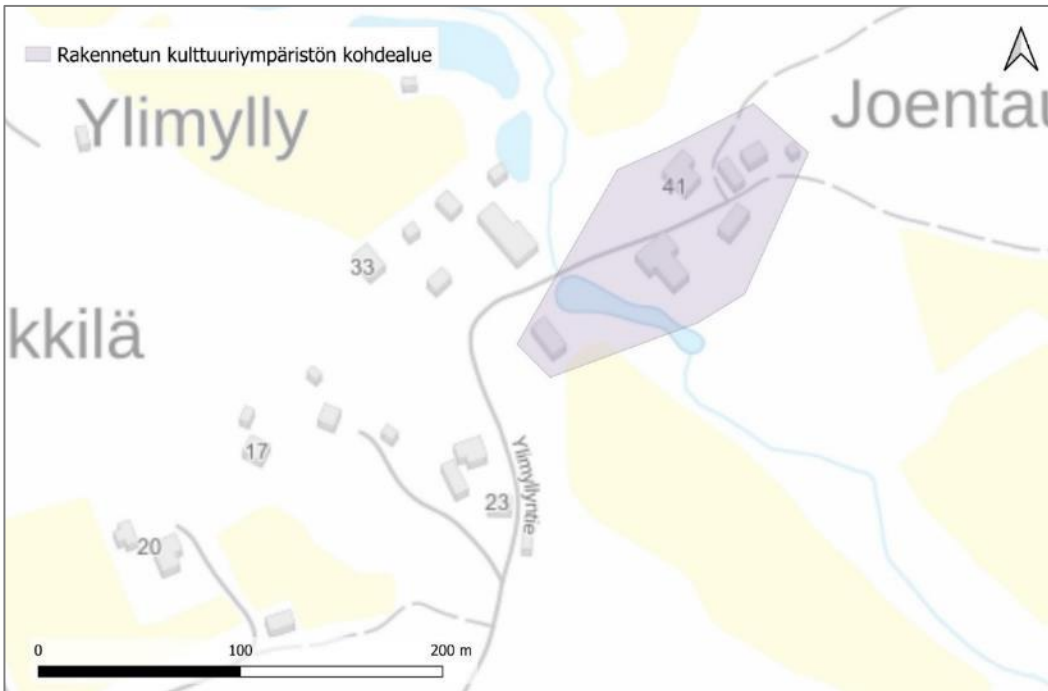 Rakennetun kulttuuriympäristön kohdealue
Ylimylly
Joentau
41
33
kkilä
17
23
Ylimyllyntie
20
0 100 200 m